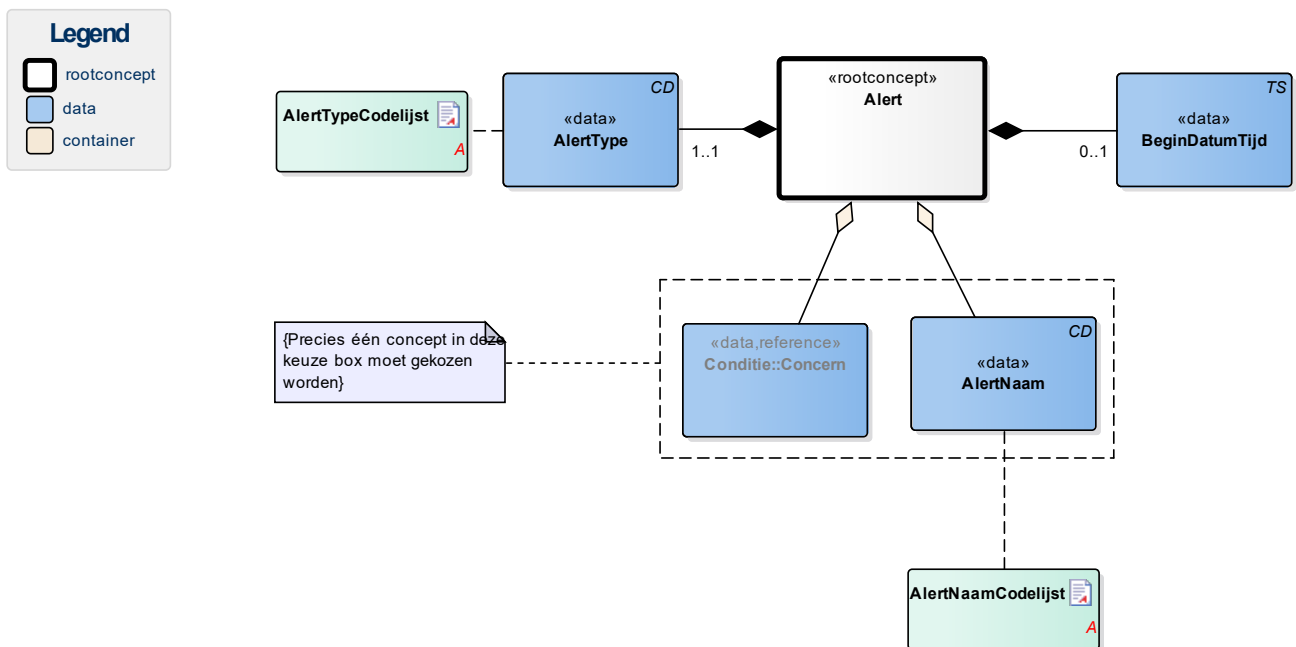 Legend
rootconcept
data
container
AlertTypeCodelijst
A
CD
«data»
AlertType
1..1
«rootconcept»
Alert
0..1
TS
«data»
BeginDatumTijd
{Precies één concept in deze
keuze box moet gekozen
worden}
«data,reference»
Conditie::Concern
CD
«data»
AlertNaam
AlertNaamCodelijst
A